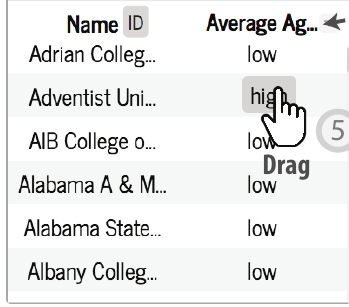 Name ID Average Ag...
Adrian Colleg... low
Adventist Uni... high
AIB College o... low
5
Drag
Alabama A & M... low
Alabama State... low
Albany Colleg... low